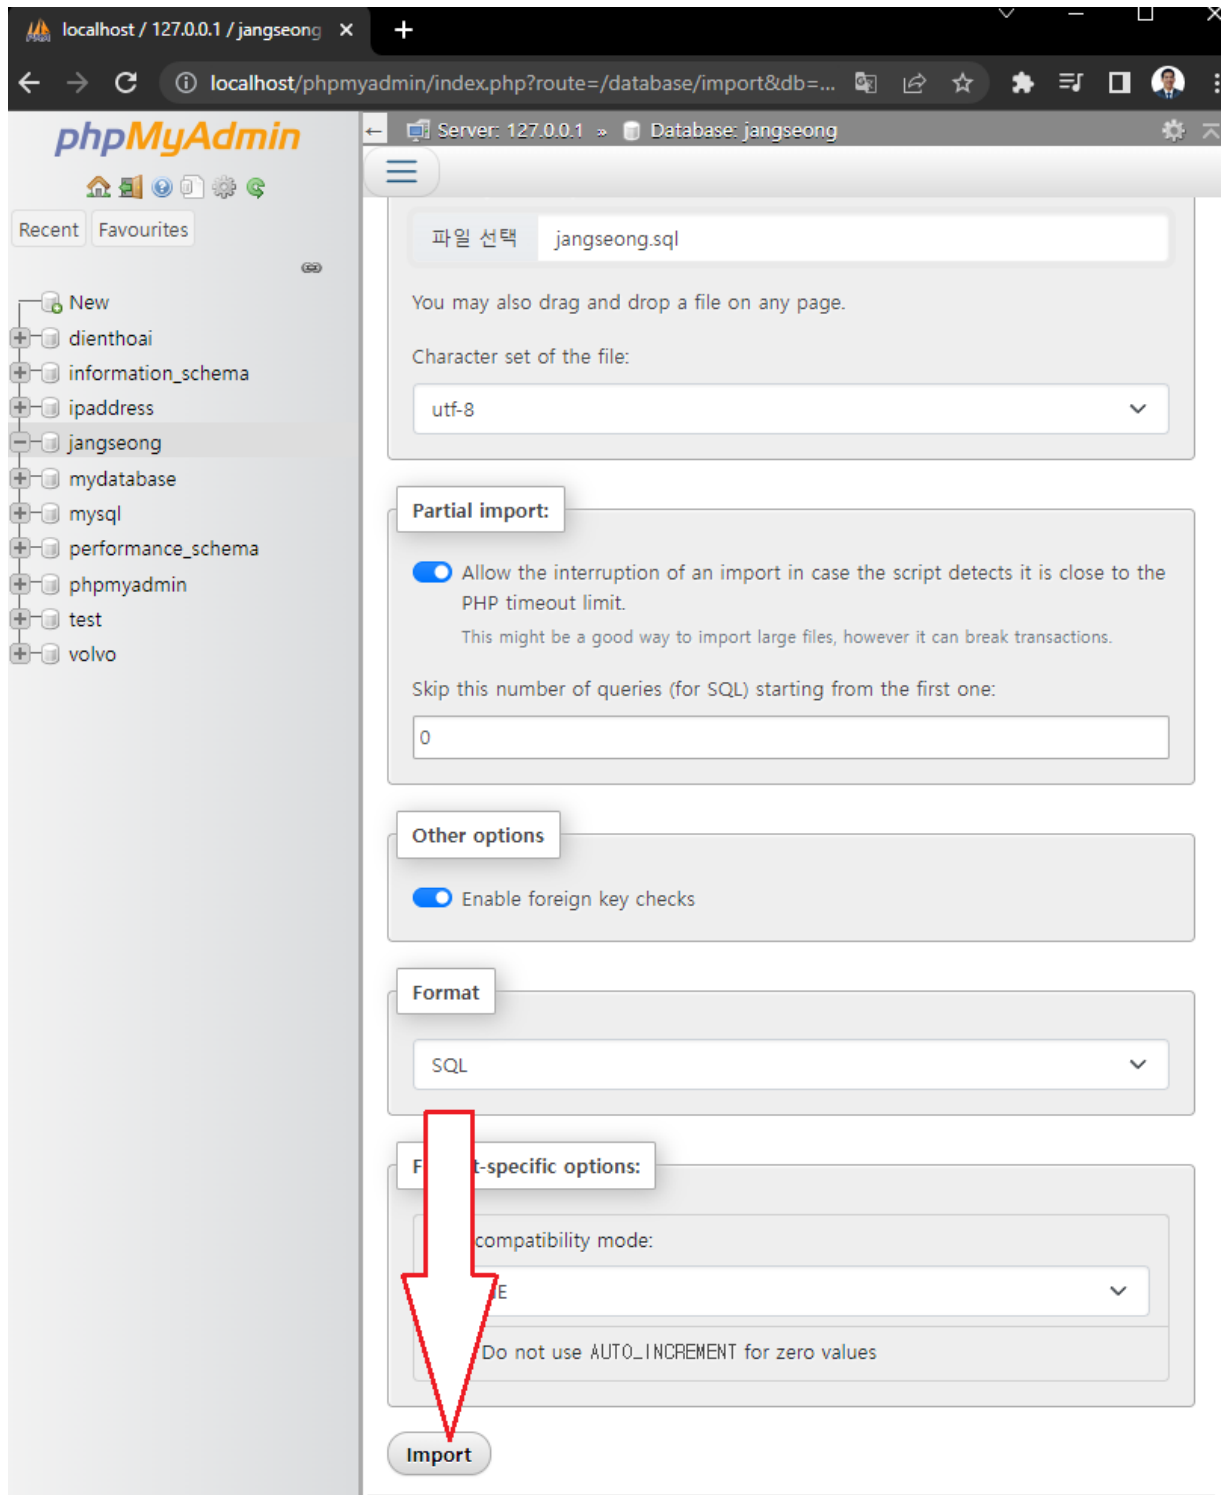 localhost / 127.0.0.1 / jangseong
localhost/phpmyadmin/index.php?route=/database/import&db=...
phpMyAdmin
Recent Favourites
New
dienthoai
information_schema
ipaddress
jangseong
mydatabase
mysql
performance_schema
phpmyadmin
test
volvo
Server: 127.0.0.1 » Database: jangseong
파일 선택 jangseong.sql
You may also drag and drop a file on any page.
Character set of the file:
utf-8
Partial import:
Allow the interruption of an import in case the script detects it is close to the
PHP timeout limit.
This might be a good way to import large files, however it can break transactions.
Skip this number of queries (for SQL) starting from the first one:
0
Other options
Enable foreign key checks
Format
SQL
-specific options:
compatibility mode:
Do not use AUTO_INCREMENT for zero values
Import